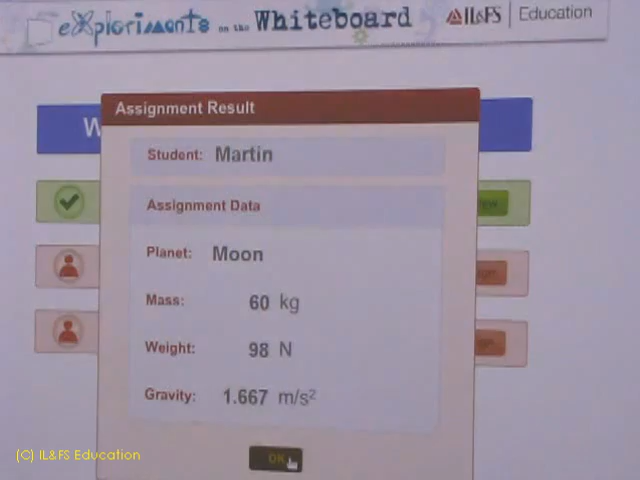 eXploriments on the Whiteboard
IL&FS Education
Assignment Result
Student: Martin
Assignment Data
Planet: Moon
Mass: 60 kg
Weight: 98 N
Gravity: 1.667 m/s²
OK
(C) IL&FS Education